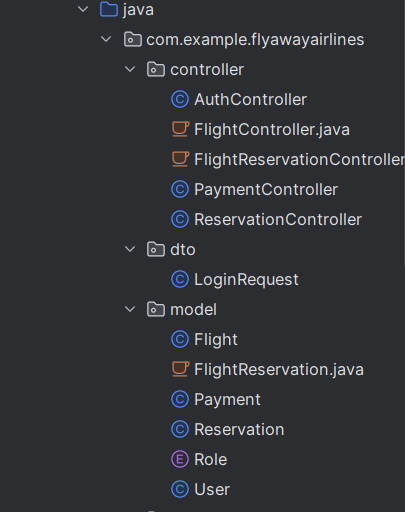 java
com.example.flyawayairlines
controller
C AuthController
FlightController.java
FlightReservationController
C PaymentController
C ReservationController
dto
C LoginRequest
model
C Flight
FlightReservation.java
C Payment
C Reservation
E Role
C User